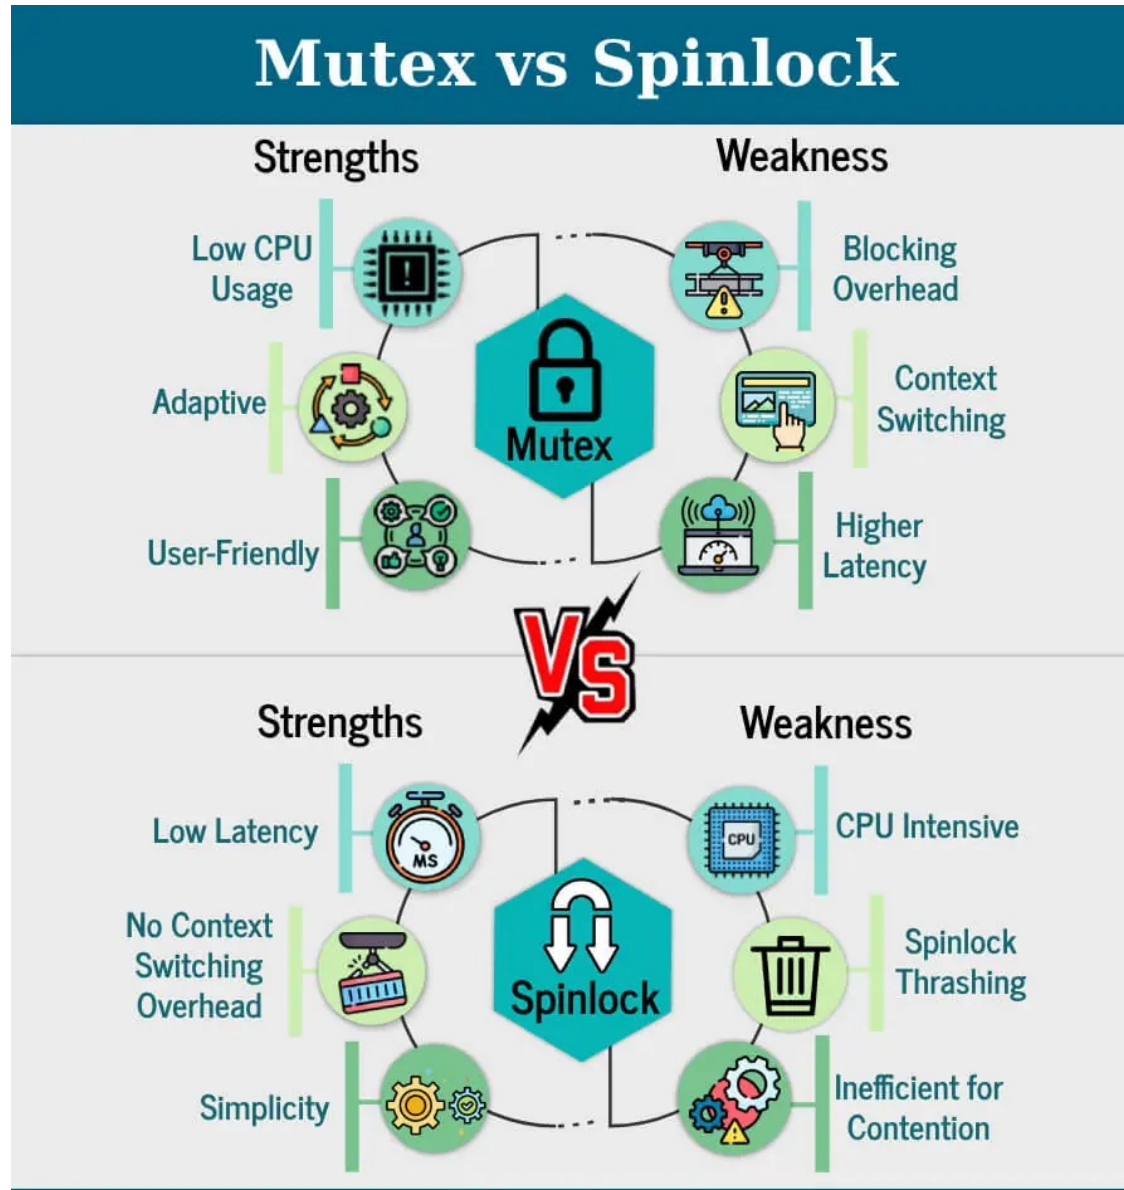 Mutex vs Spinlock
Strengths
Weakness
Low CPU
Usage
Blocking
Overhead
Adaptive
Context
Switching
Mutex
User-Friendly
Higher
Latency
VS
Strengths
Weakness
Low Latency
MS
CPU
CPU Intensive
No Context
Switching
Overhead
Spinlock
Spinlock
Thrashing
Simplicity
Inefficient for
Contention